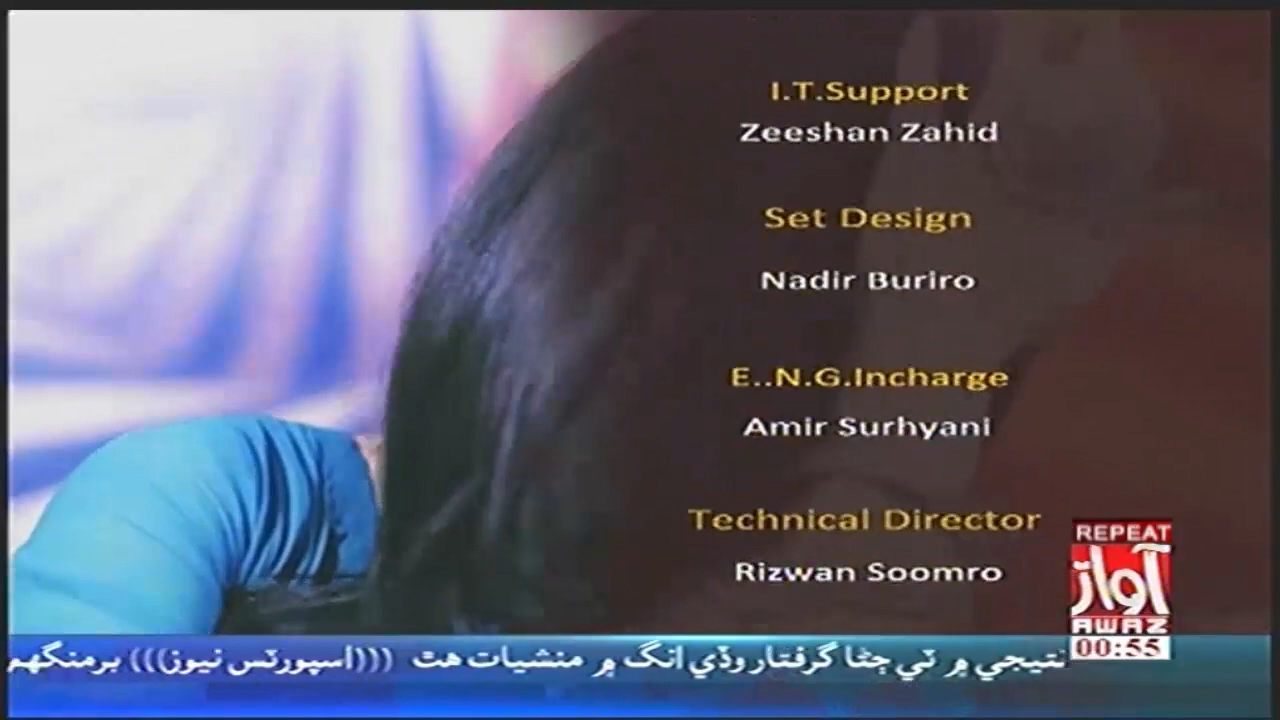 I.T.Support
Zeeshan Zahid
Set Design
Nadir Buriro
E..N.G.Incharge
Amir Surhyani
Technical Director
Rizwan Soomro
REPEAT
آواز
AWAZ
00:55
نتيجي ۾ ٽي ڄڻا گرفتار وڏي انگ ۾ منشيات هٿ )))اسپورٽس نيوز((( برمنگهم